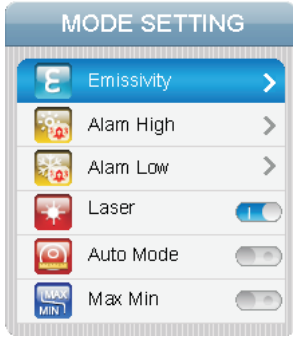 MODE SETTING
ε Emissivity
Alam High
Alam Low
Laser
Auto Mode
MAX MIN Max Min